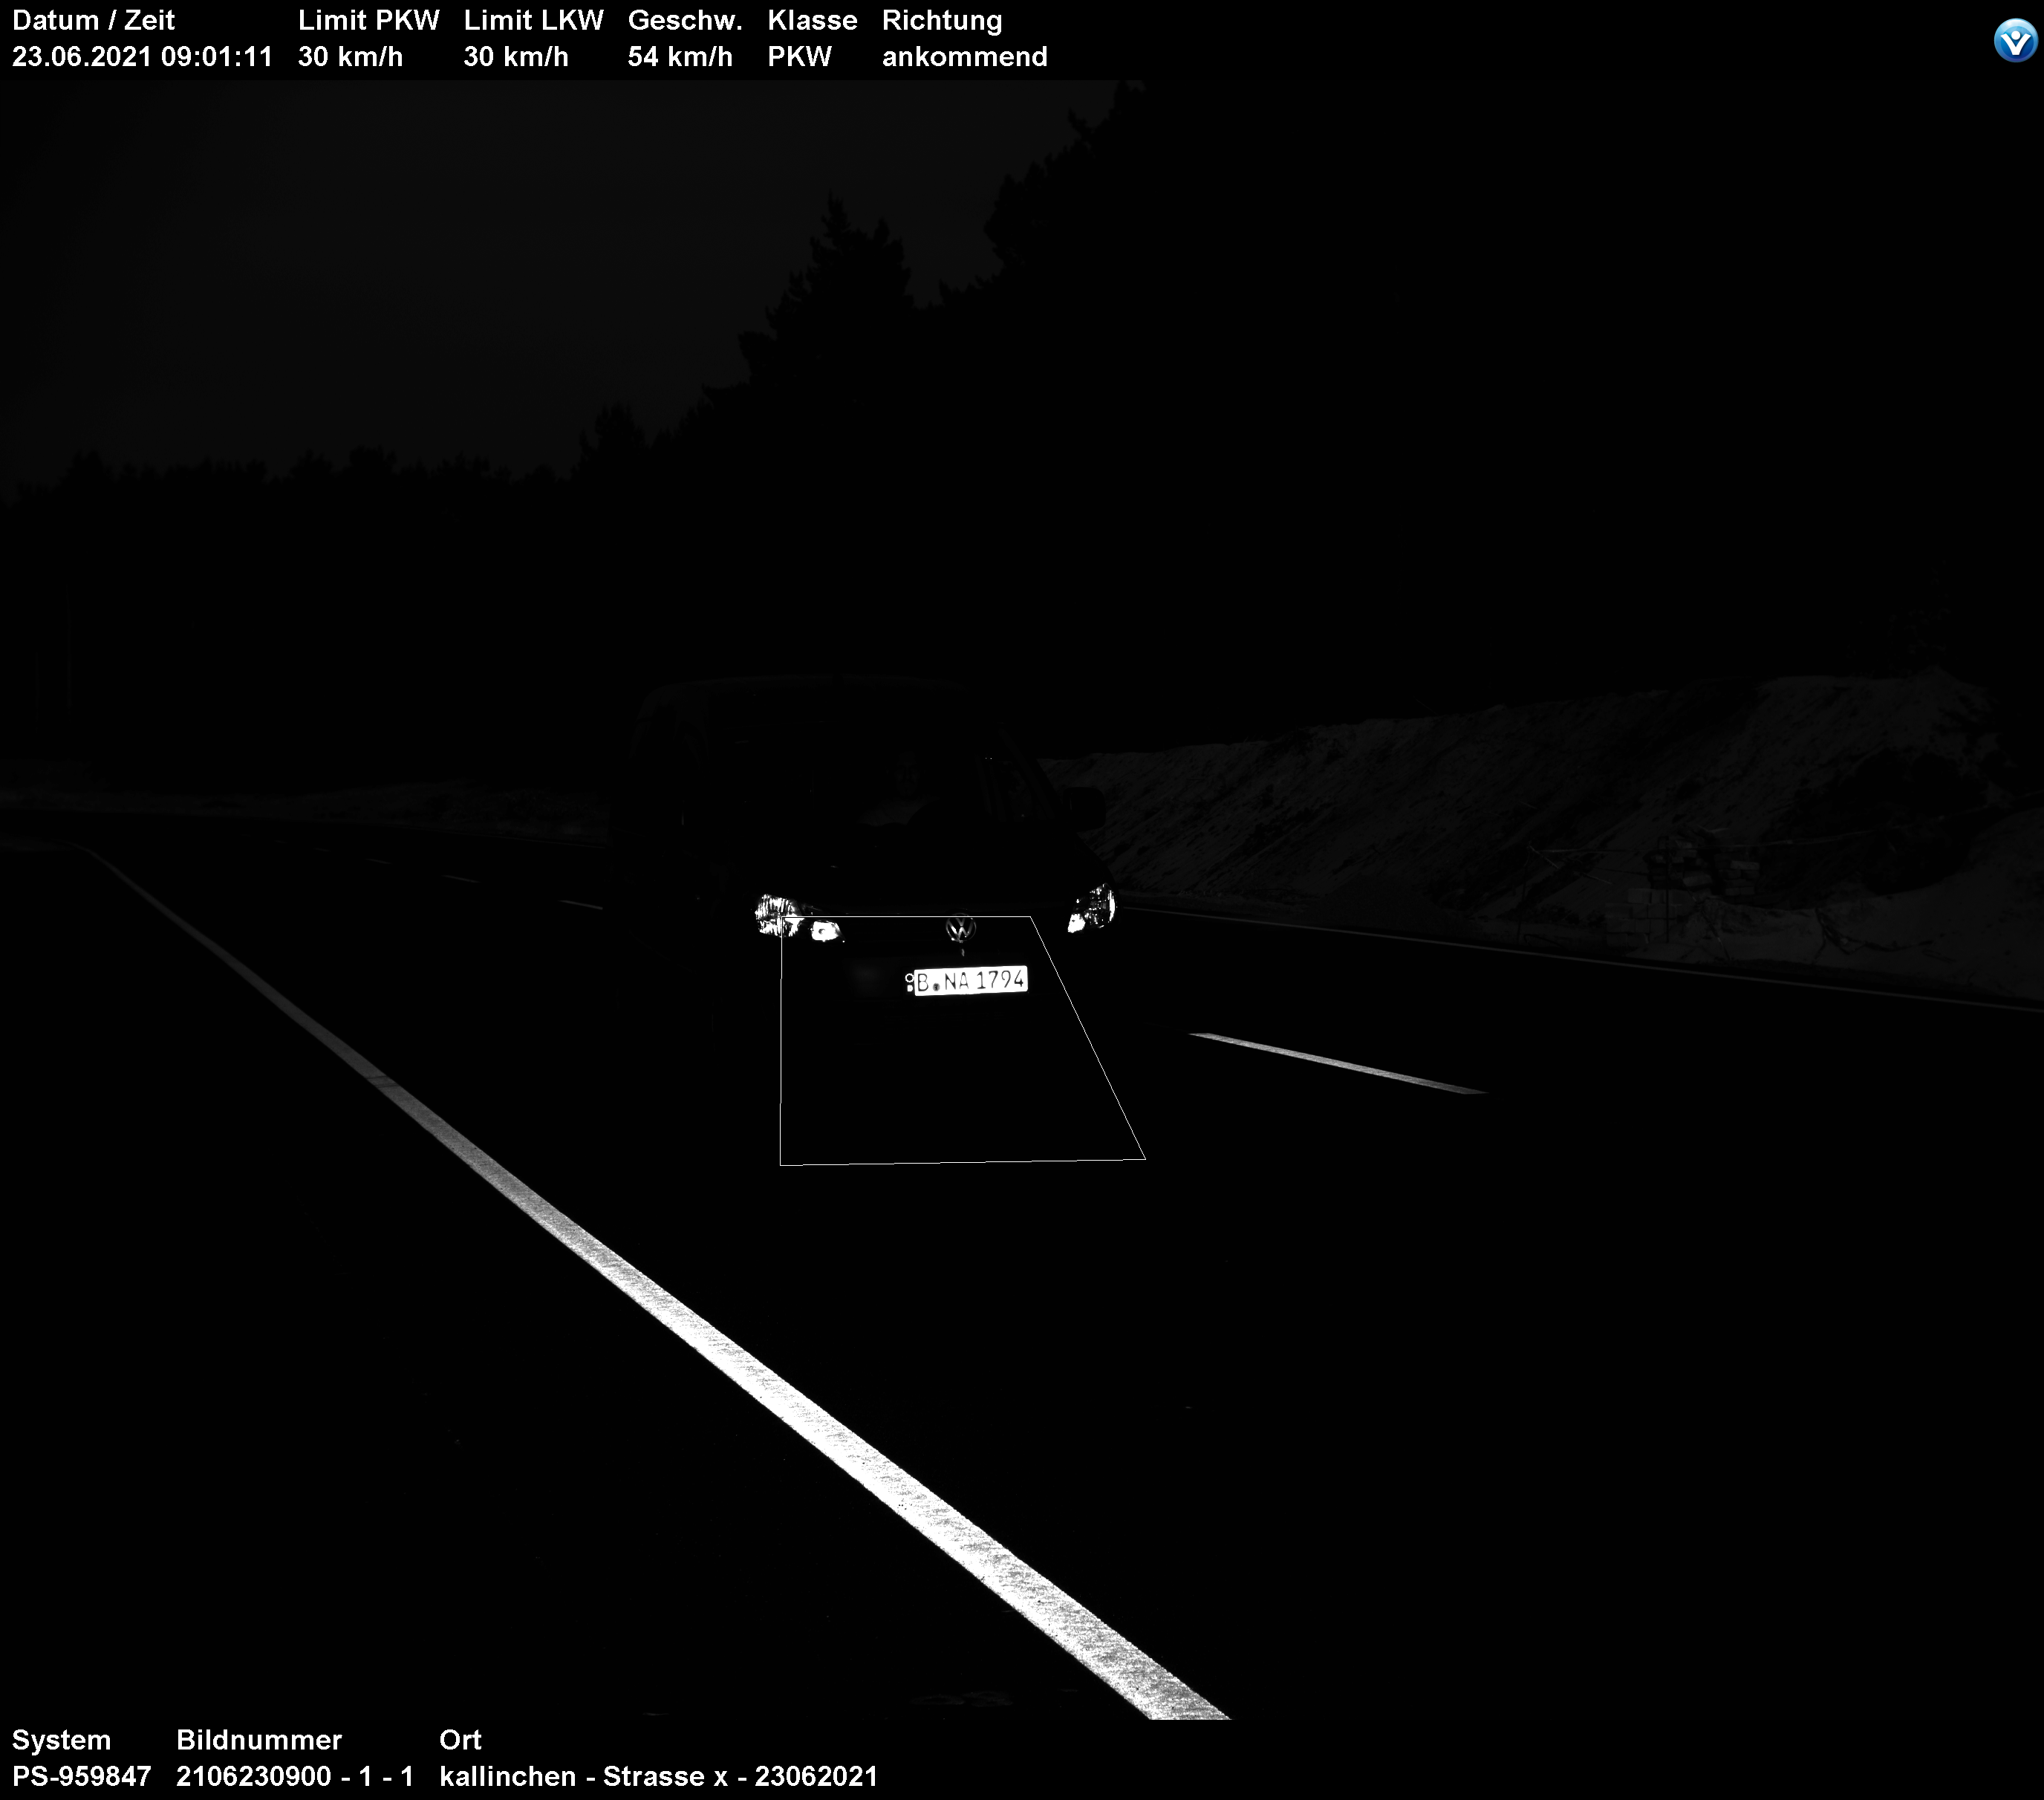 Datum / Zeit Limit PKW Limit LKW Geschw. Klasse Richtung
23.06.2021 09:01:11 30 km/h 30 km/h 54 km/h PKW ankommend
B NA 1794
System Bildnummer Ort
PS-959847 2106230900 - 1 - 1 kallinchen - Strasse x - 23062021